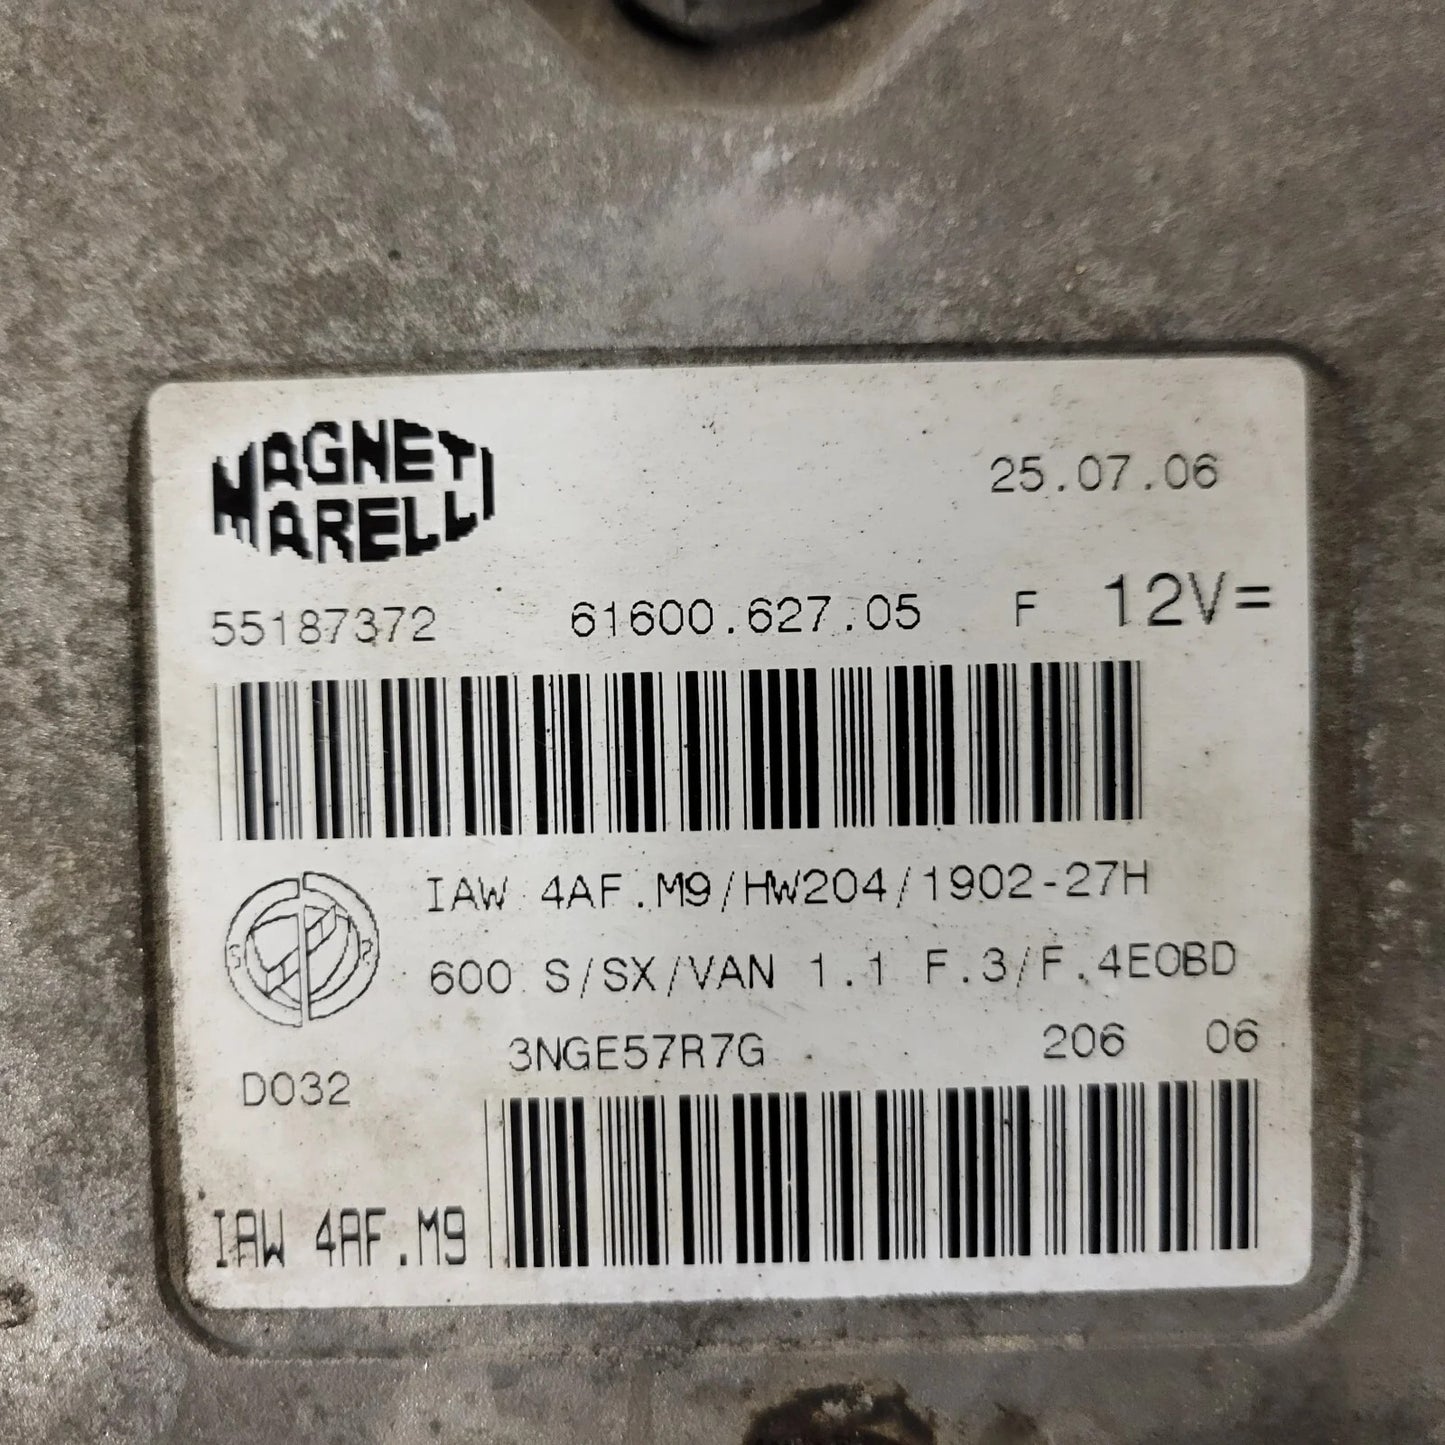 MAGNETI
MARELLI
25.07.06
55187372 61600.627.05 F 12V=
IAW 4AF.M9/HW204/1902-27H
600 S/SX/VAN 1.1 F.3/F.4EOBD
3NGE57R7G 206 06
D032
IAW 4AF.M9